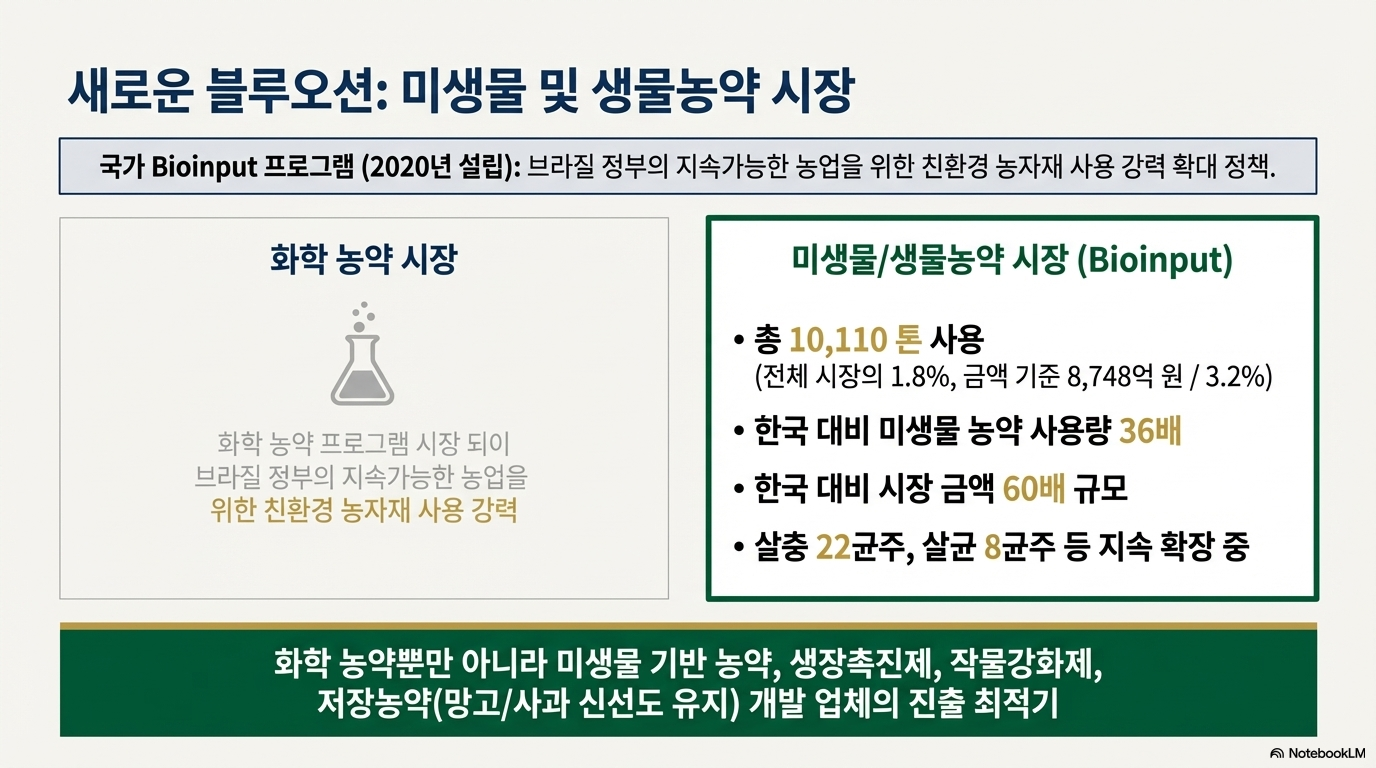 새로운 블루오션: 미생물 및 생물농약 시장
국가 Bioinput 프로그램 (2020년 설립): 브라질 정부의 지속가능한 농업을 위한 친환경 농자재 사용 강력 확대 정책.
화학 농약 시장
화학 농약 프로그램 시장 되이
브라질 정부의 지속가능한 농업을
위한 친환경 농자재 사용 강력
미생물/생물농약 시장 (Bioinput)
• 총 10,110 톤 사용
(전체 시장의 1.8%, 금액 기준 8,748억 원 / 3.2%)
• 한국 대비 미생물 농약 사용량 36배
• 한국 대비 시장 금액 60배 규모
• 살충 22균주, 살균 8균주 등 지속 확장 중
화학 농약뿐만 아니라 미생물 기반 농약, 생장촉진제, 작물강화제,
저장농약(망고/사과 신선도 유지) 개발 업체의 진출 최적기
NotebookLM